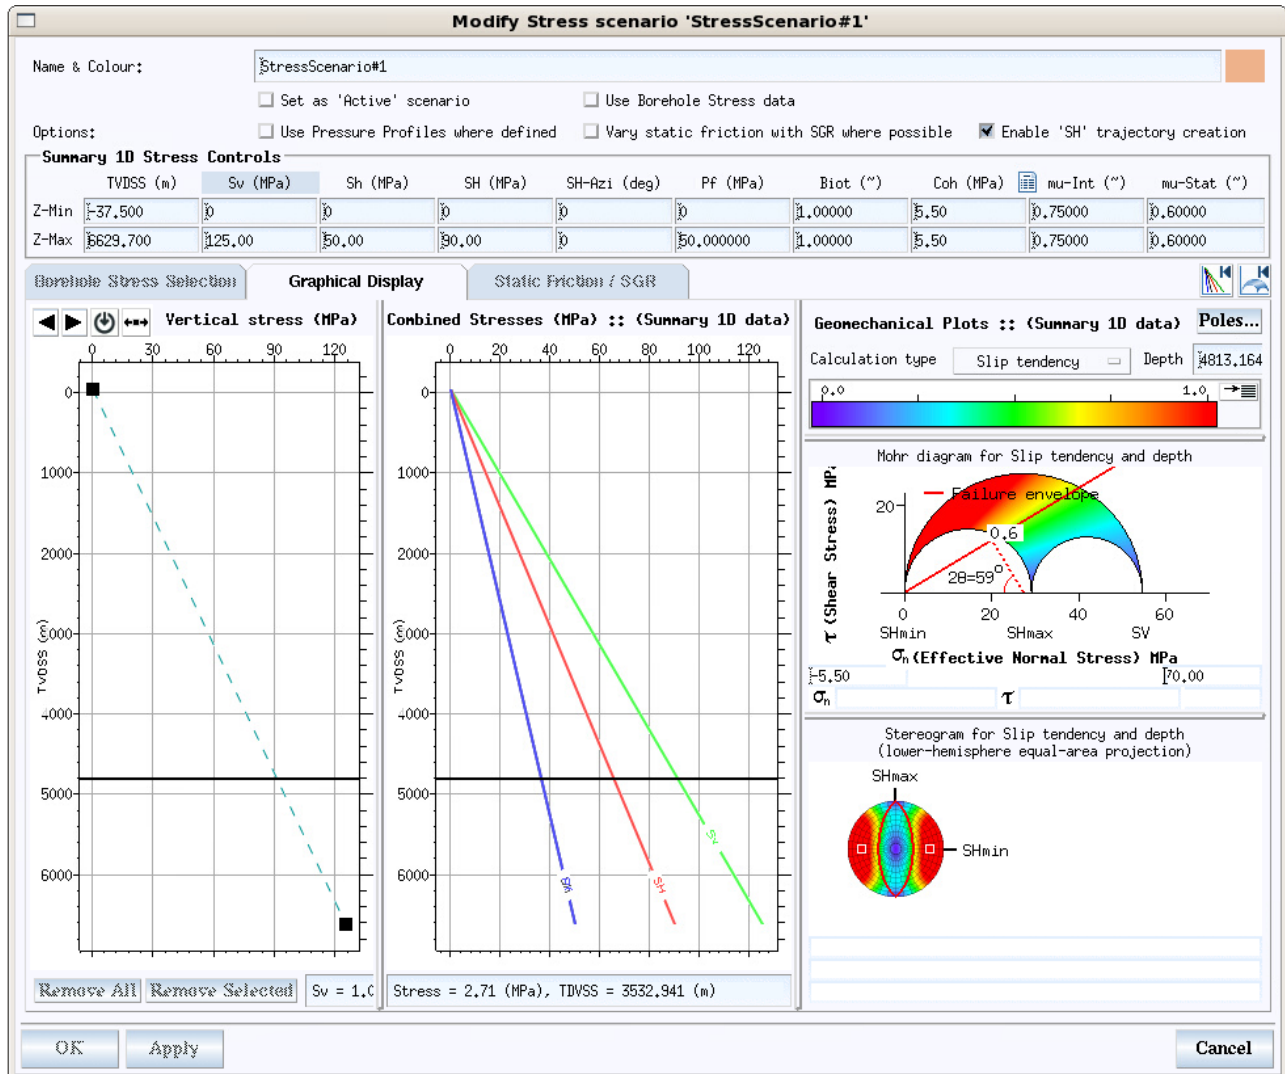 Modify Stress scenario 'StressScenario#1'
Name & Colour: StressScenario#1
Set as 'Active' scenario Use Borehole Stress data
Options: Use Pressure Profiles where defined Vary static friction with SGR where possible Enable 'SH' trajectory creation
Summary 1D Stress Controls
TVDSS (m) Sv (MPa) Sh (MPa) SH (MPa) SH-Azi (deg) Pf (MPa) Biot (~) Coh (MPa) mu-Int (~) mu-Stat (~)
Z-Min -37.500 0 0 0 0 0 1.00000 5.50 0.75000 0.60000
Z-Max 6629.700 125.00 50.00 90.00 0 50.000000 1.00000 5.50 0.75000 0.60000
Borehole Stress Selection Graphical Display Static Friction / SGR
Vertical stress (MPa)
0 30 60 90 120
0
1000
2000
3000
4000
5000
6000
TVDSS (m)
Remove All Remove Selected Sv = 1.0
Combined Stresses (MPa) :: (Summary 1D data)
0 20 40 60 80 100 120
0
1000
2000
3000
4000
5000
6000
TVDSS (m)
SH
Sv
Stress = 2.71 (MPa), TDVSS = 3532.941 (m)
Geomechanical Plots :: (Summary 1D data) Poles...
Calculation type Slip tendency Depth 4813.164
0.0 1.0
Mohr diagram for Slip tendency and depth
Failure envelope
20
0.6
2θ=59°
τ (Shear Stress) MPa
0 20 40 60
SHmin SHmax SV
σn (Effective Normal Stress) MPa
-5.50 70.00
σn τ
Stereogram for Slip tendency and depth
(lower-hemisphere equal-area projection)
SHmax
SHmin
OK Apply Cancel